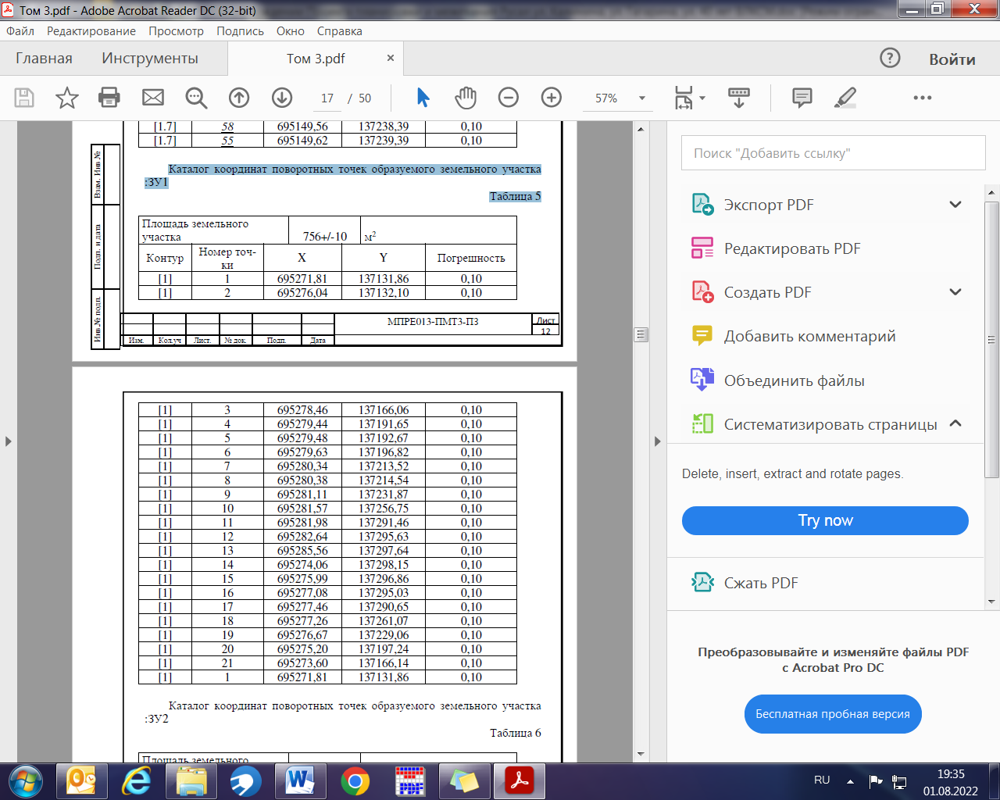 Том 3.pdf - Adobe Acrobat Reader DC (32-bit)
Файл Редактирование Просмотр Подпись Окно Справка
Главная Инструменты Том 3.pdf × Войти
17 / 50 57%
[1.7] 58 695149,56 137238,39 0,10
[1.7] 55 695149,62 137239,39 0,10
Каталог координат поворотных точек образуемого земельного участка
:ЗУ1
Таблица 5
Площадь земельного
участка 756+/-10 м²
Контур Номер точ-
ки X Y Погрешность
[1] 1 695271,81 137131,86 0,10
[1] 2 695276,04 137132,10 0,10
Взам. Инв №
Подп. и дата
Инв № подп.
МПРЕ013-ПМТ3-ПЗ Лист
12
Изм. Кол.уч Лист. № док. Подп. Дата
[1] 3 695278,46 137166,06 0,10
[1] 4 695279,44 137191,65 0,10
[1] 5 695279,48 137192,67 0,10
[1] 6 695279,63 137196,82 0,10
[1] 7 695280,34 137213,52 0,10
[1] 8 695280,38 137214,54 0,10
[1] 9 695281,11 137231,87 0,10
[1] 10 695281,57 137256,75 0,10
[1] 11 695281,98 137291,46 0,10
[1] 12 695282,64 137295,63 0,10
[1] 13 695285,56 137297,64 0,10
[1] 14 695274,06 137298,15 0,10
[1] 15 695275,99 137296,86 0,10
[1] 16 695277,08 137295,03 0,10
[1] 17 695277,46 137290,65 0,10
[1] 18 695277,26 137261,07 0,10
[1] 19 695276,67 137229,06 0,10
[1] 20 695275,20 137197,24 0,10
[1] 21 695273,60 137166,14 0,10
[1] 1 695271,81 137131,86 0,10
Каталог координат поворотных точек образуемого земельного участка
:ЗУ2
Таблица 6
Площадь земельного
Поиск "Добавить ссылку"
Экспорт PDF
Редактировать PDF
Создать PDF
Добавить комментарий
Объединить файлы
Систематизировать страницы
Delete, insert, extract and rotate pages.
Try now
Сжать PDF
Преобразовывайте и изменяйте файлы PDF
с Acrobat Pro DC
Бесплатная пробная версия
RU 19:35
01.08.2022